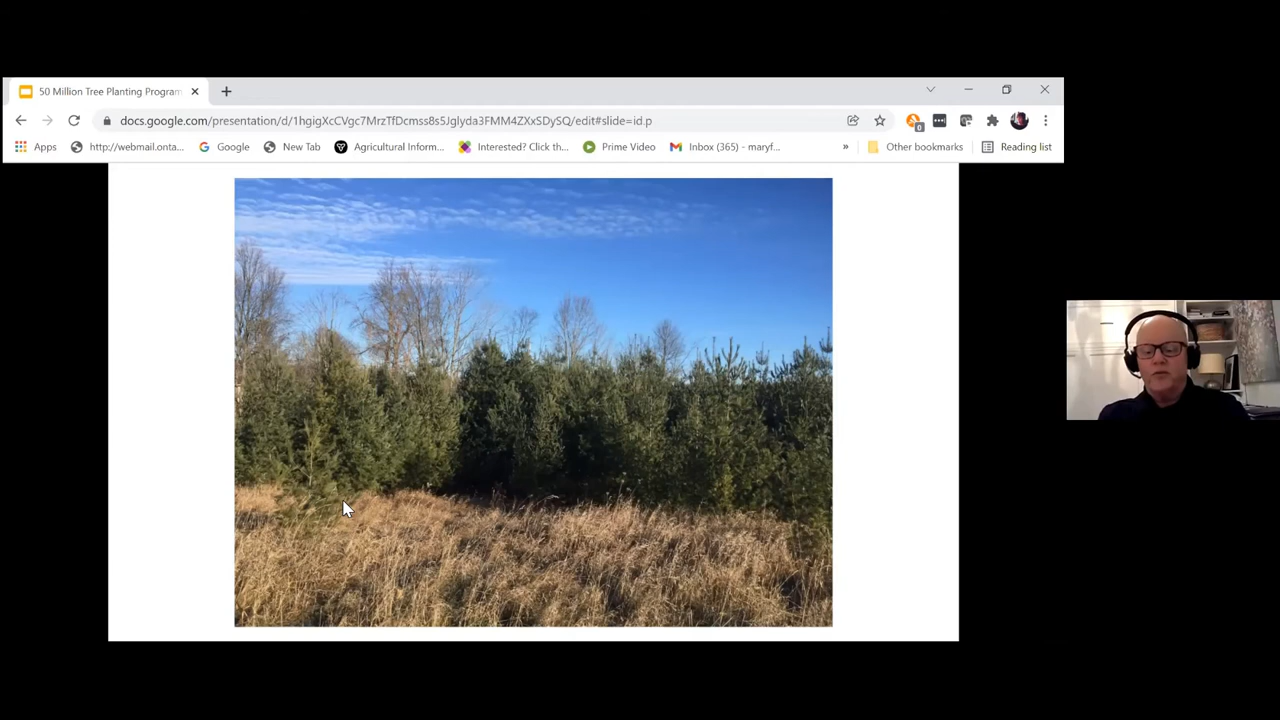 50 Million Tree Planting Program
docs.google.com/presentation/d/1hgigXcCVgc7MrzTfDcmss8s5Jglyda3FMM4ZXxSDySQ/edit#slide=id.p
0
Apps http://webmail.onta... Google New Tab Agricultural Inform... Interested? Click th... Prime Video Inbox (365) - maryf... » Other bookmarks Reading list